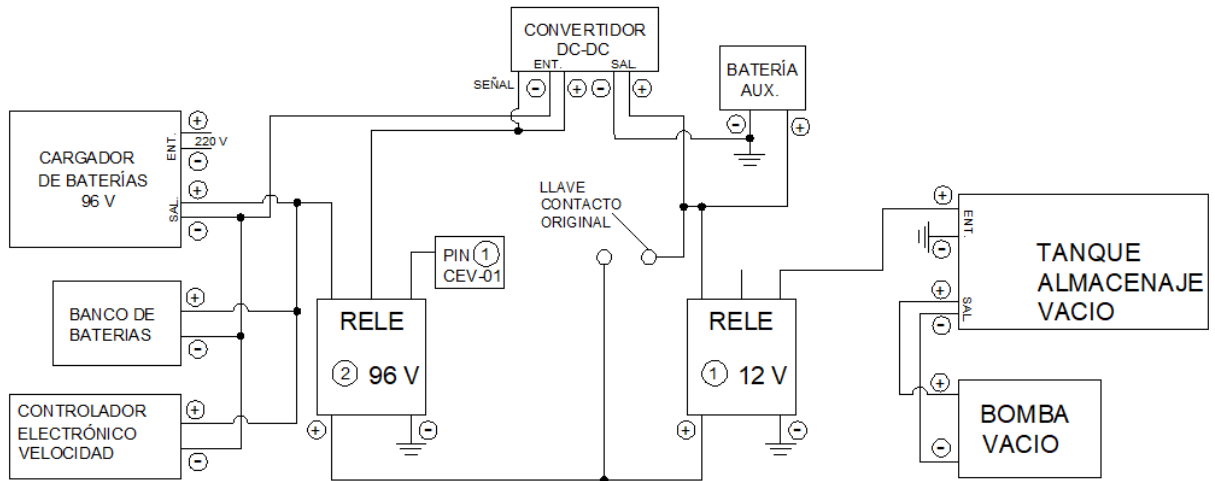 CONVERTIDOR
DC-DC
ENT.
SAL.
SEÑAL
-
+
-
+
BATERÍA
AUX.
-
+
CARGADOR
DE BATERÍAS
96 V
ENT.
+
220 V
-
SAL.
+
-
LLAVE
CONTACTO
ORIGINAL
PIN 1
CEV-01
BANCO DE
BATERIAS
+
-
RELE
2 96 V
+
-
RELE
1 12 V
+
-
CONTROLADOR
ELECTRÓNICO
VELOCIDAD
+
-
+
ENT.
-
TANQUE
ALMACENAJE
VACIO
+
SAL.
-
BOMBA
VACIO
+
-